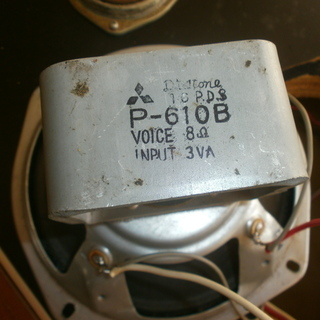 Diatone
16 P.D.S
P-610B
VOICE 8Ω
INPUT 3VA